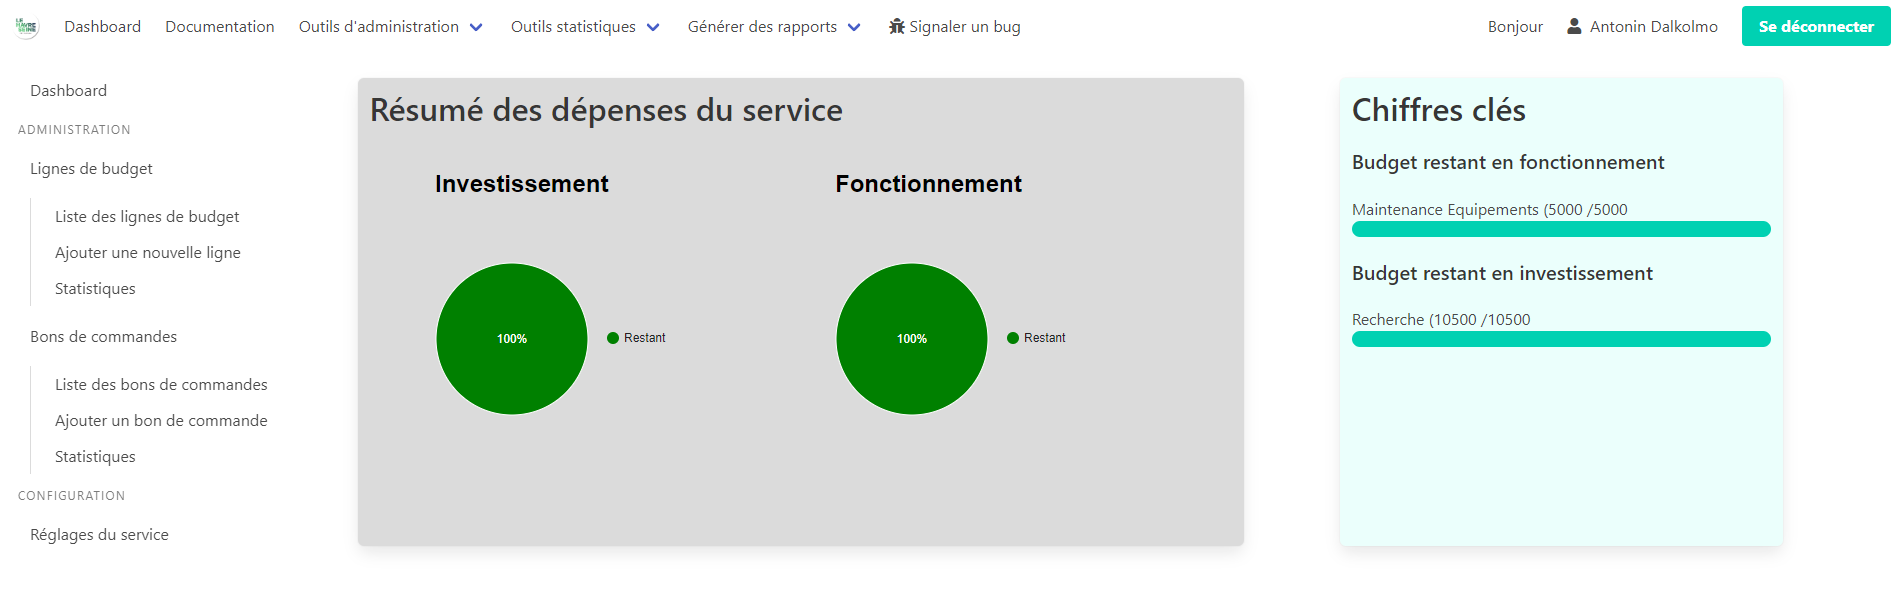 LE HAVRE SEINE
Dashboard
Documentation
Outils d'administration
Outils statistiques
Générer des rapports
Signaler un bug
Bonjour
Antonin Dalkolmo
Se déconnecter
Dashboard
ADMINISTRATION
Lignes de budget
Liste des lignes de budget
Ajouter une nouvelle ligne
Statistiques
Bons de commandes
Liste des bons de commandes
Ajouter un bon de commande
Statistiques
CONFIGURATION
Réglages du service
Résumé des dépenses du service
Investissement
100%
Restant
Fonctionnement
100%
Restant
Chiffres clés
Budget restant en fonctionnement
Maintenance Equipements (5000 /5000
Budget restant en investissement
Recherche (10500 /10500